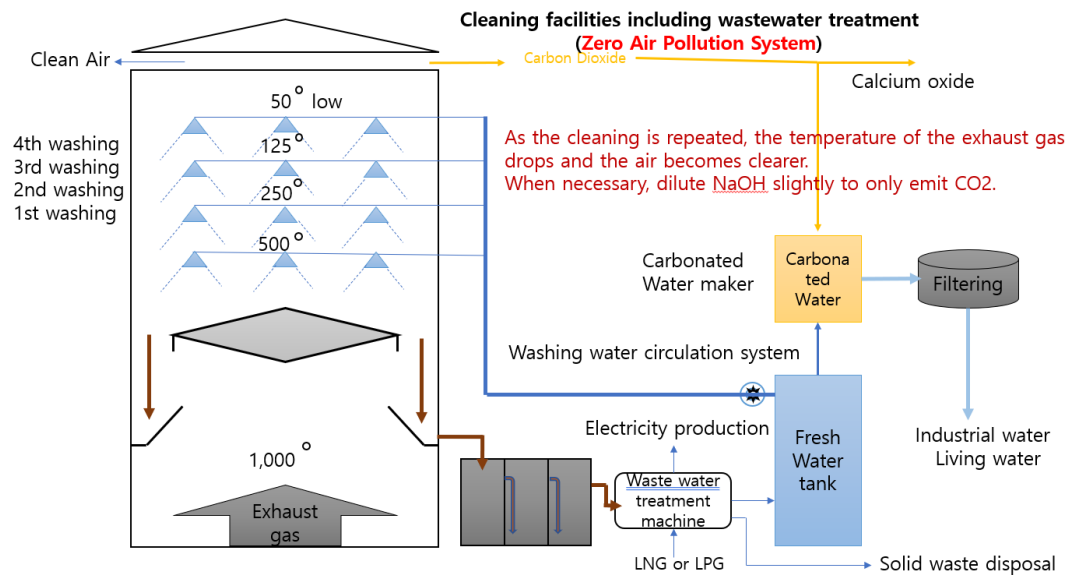 Cleaning facilities including wastewater treatment
(Zero Air Pollution System)
Clean Air
Carbon Dioxide
Calcium oxide
50° low
4th washing
3rd washing
2nd washing
1st washing
125°
250°
500°
As the cleaning is repeated, the temperature of the exhaust gas
drops and the air becomes clearer.
When necessary, dilute NaOH slightly to only emit CO2.
Carbonated
Water maker
Carbona
ted
Water
Filtering
Washing water circulation system
Electricity production
Fresh
Water
tank
Industrial water
Living water
1,000°
Exhaust
gas
Waste water
treatment
machine
LNG or LPG
Solid waste disposal